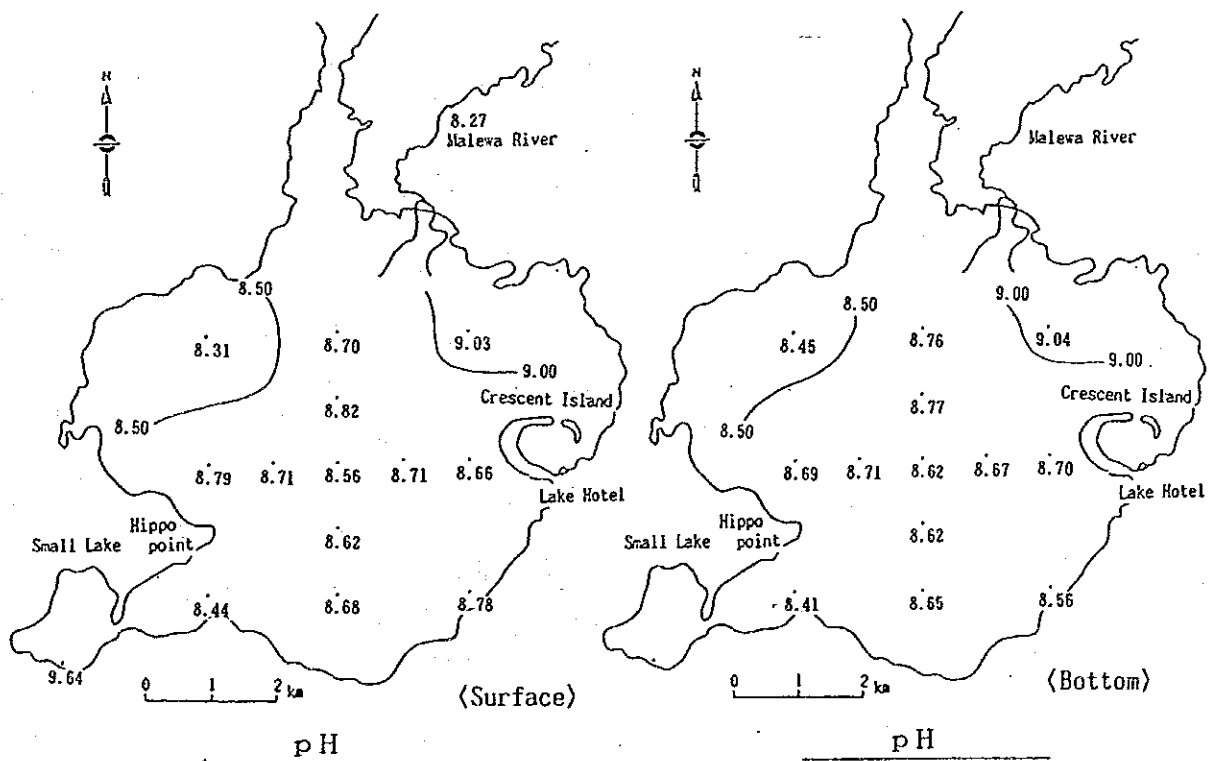 N
8.27
Malewa River
8.50
8.31
8.70
9.03
9.00
8.82
Crescent Island
8.50
8.79 8.71 8.56 8.71 8.66
Lake Hotel
Hippo
point
Small Lake
8.62
8.44 8.68 8.78
9.64
0 1 2 km
〈Surface〉
pH
N
Malewa River
8.50
9.00
8.45
8.76
9.04
9.00
8.77
Crescent Island
8.50
8.69 8.71 8.62 8.67 8.70
Lake Hotel
Hippo
point
Small Lake
8.62
8.41 8.65 8.56
0 1 2 km
〈Bottom〉
pH